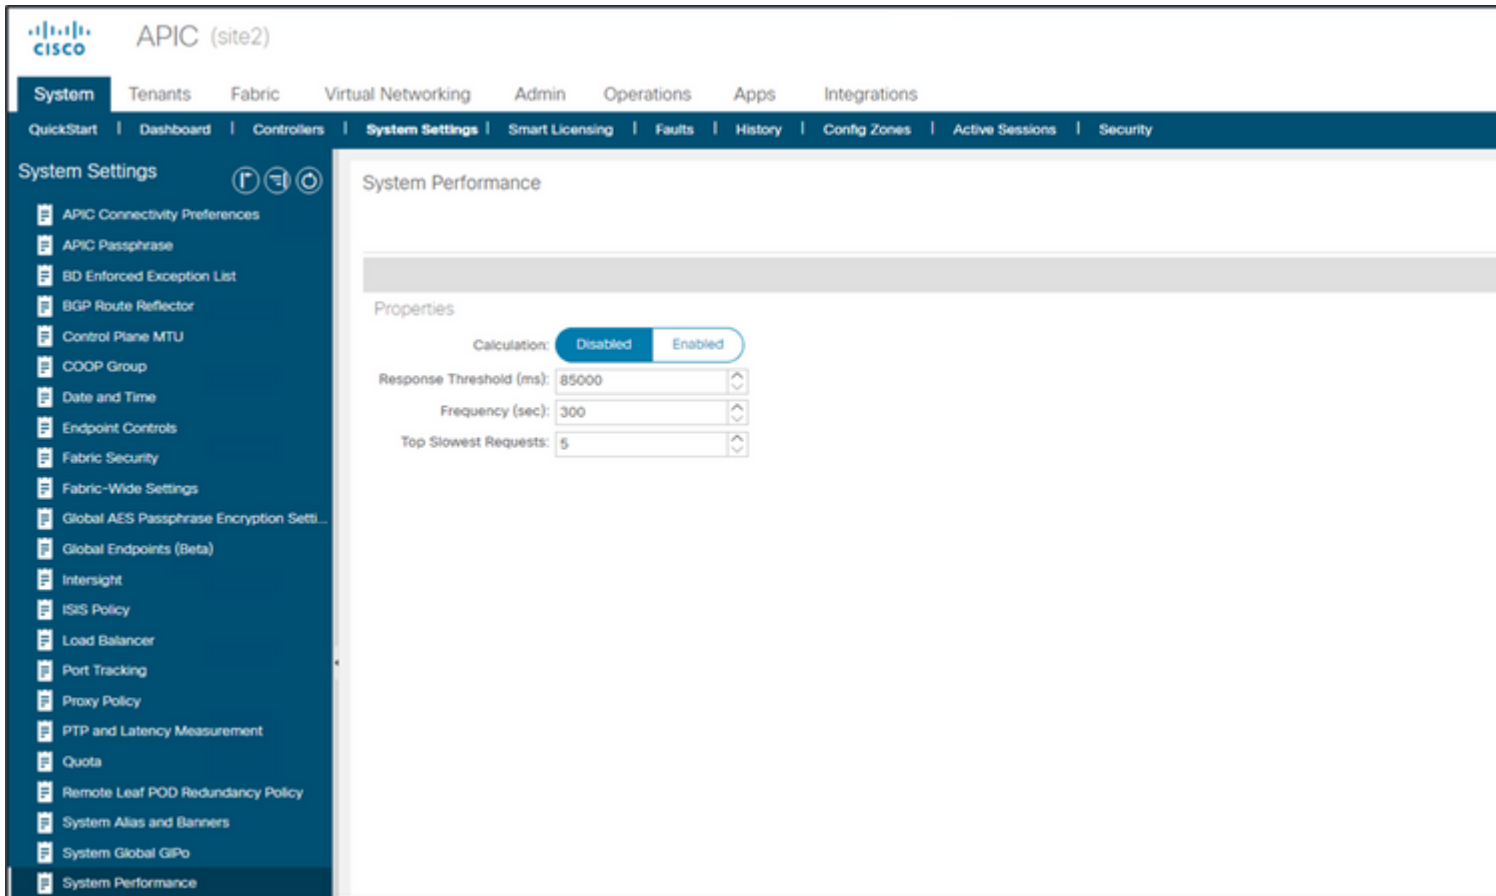 CISCO
APIC (site2)
System Tenants Fabric Virtual Networking Admin Operations Apps Integrations
QuickStart | Dashboard | Controllers | System Settings | Smart Licensing | Faults | History | Config Zones | Active Sessions | Security
System Settings
APIC Connectivity Preferences
APIC Passphrase
BD Enforced Exception List
BGP Route Reflector
Control Plane MTU
COOP Group
Date and Time
Endpoint Controls
Fabric Security
Fabric-Wide Settings
Global AES Passphrase Encryption Setti...
Global Endpoints (Beta)
Intersight
ISIS Policy
Load Balancer
Port Tracking
Proxy Policy
PTP and Latency Measurement
Quota
Remote Leaf POD Redundancy Policy
System Alias and Banners
System Global GIPo
System Performance
System Performance
Properties
Calculation: Disabled Enabled
Response Threshold (ms): 85000
Frequency (sec): 300
Top Slowest Requests: 5